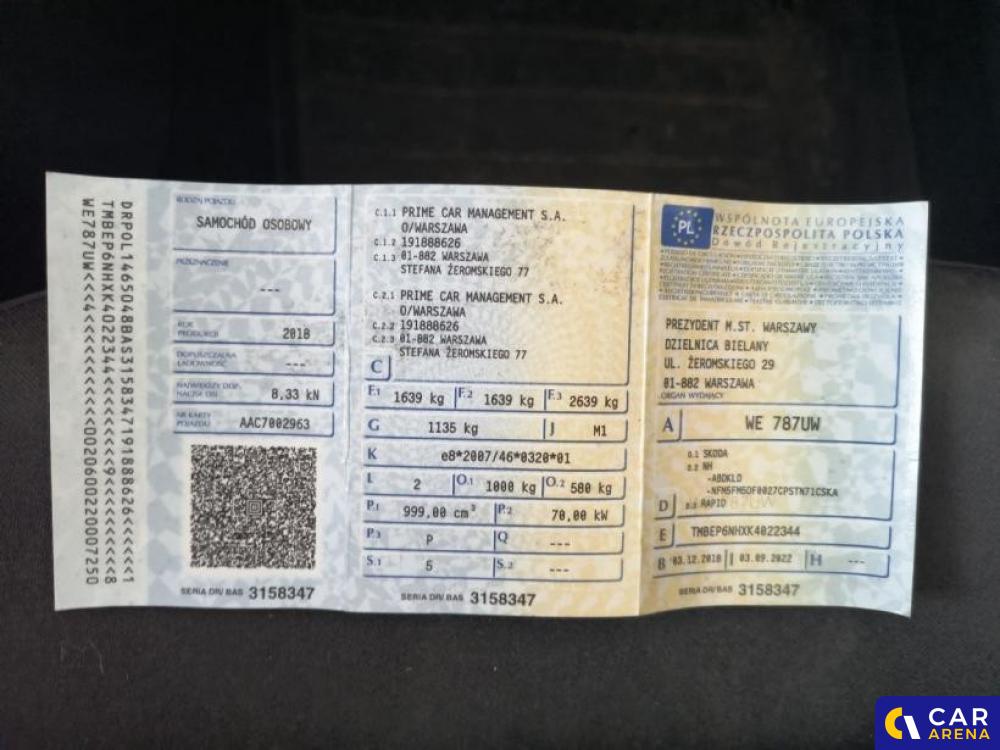 DRPOL1465048BAS3158347191888626<<<<<1
TMBEP6NHXK4022344<<<<<<<9<<<<<<<<8
WE787UW<<4<<<<<<<<<<0020600220007250
RODZAJ POJAZDU
SAMOCHÓD OSOBOWY
PRZEZNACZENIE
---
ROK PRODUKCJI
2018
DOPUSZCZALNA ŁADOWNOŚĆ
---
NAJWIĘKSZY DOP. NACISK OSI
8,33 kN
NR KARTY POJAZDU
AAC7002963
SERIA DR/BAS 3158347
C.1.1 PRIME CAR MANAGEMENT S.A.
O/WARSZAWA
C.1.2 191888626
C.1.3 01-882 WARSZAWA
STEFANA ŻEROMSKIEGO 77
C.2.1 PRIME CAR MANAGEMENT S.A.
O/WARSZAWA
C.2.2 191888626
C.2.3 01-882 WARSZAWA
STEFANA ŻEROMSKIEGO 77
C
F.1 1639 kg F.2 1639 kg F.3 2639 kg
G 1135 kg J M1
K e8*2007/46*0320*01
L 2 O.1 1000 kg O.2 580 kg
P.1 999,00 cm³ P.2 70,00 kW
P.3 P Q ---
S.1 5 S.2 ---
SERIA DR/BAS 3158347
PL
WSPÓLNOTA EUROPEJSKA
RZECZPOSPOLITA POLSKA
Dowód Rejestracyjny
PREZYDENT M.ST. WARSZAWY
DZIELNICA BIELANY
UL. ŻEROMSKIEGO 29
01-882 WARSZAWA
ORGAN WYDAJĄCY
A WE 787UW
D.1 SKODA
D.2 NH
-ABDKLD
-NFM5FM5DF0027CPSTN71CSKA
D D.3 RAPID
E TMBEP6NHXK4022344
B 03.12.2018 I 03.09.2022 H ---
SERIA DR/BAS 3158347
CAR
ARENA